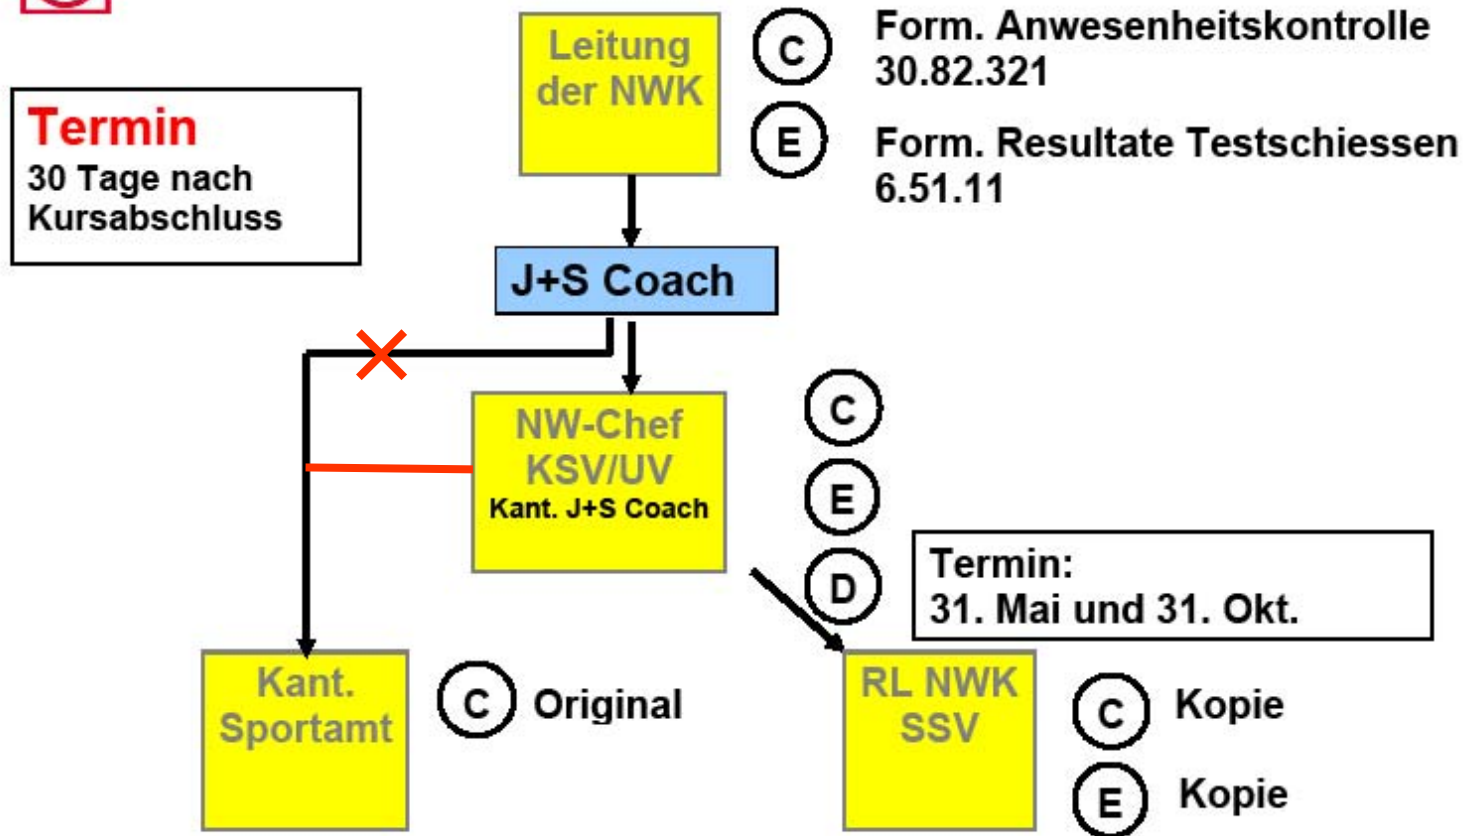 Leitung
der NWK
C
Form. Anwesenheitskontrolle
30.82.321
E
Form. Resultate Testschiessen
6.51.11
Termin
30 Tage nach
Kursabschluss
J+S Coach
NW-Chef
KSV/UV
Kant. J+S Coach
C
E
D
Termin:
31. Mai und 31. Okt.
Kant.
Sportamt
C
Original
RL NWK
SSV
C
Kopie
E
Kopie